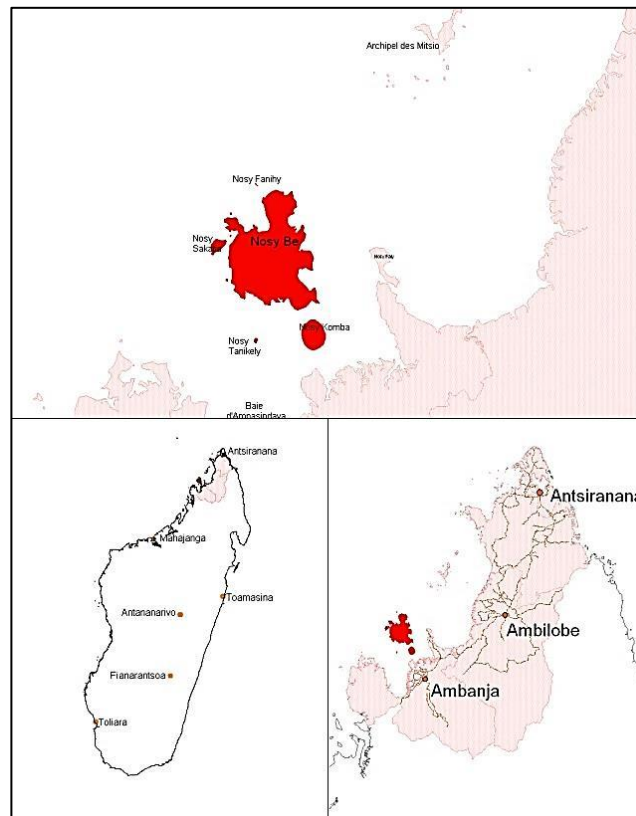 Archipel des Mitsio
Nosy Fanihy
Nosy
Nosy Be
Nosy Komba
Nosy
Tanikely
Baie
d'Ampasindava
Antsiranana
Mahajanga
Toamasina
Antananarivo
Fianarantsoa
Toliara
Antsiranana
Ambilobe
Ambanja